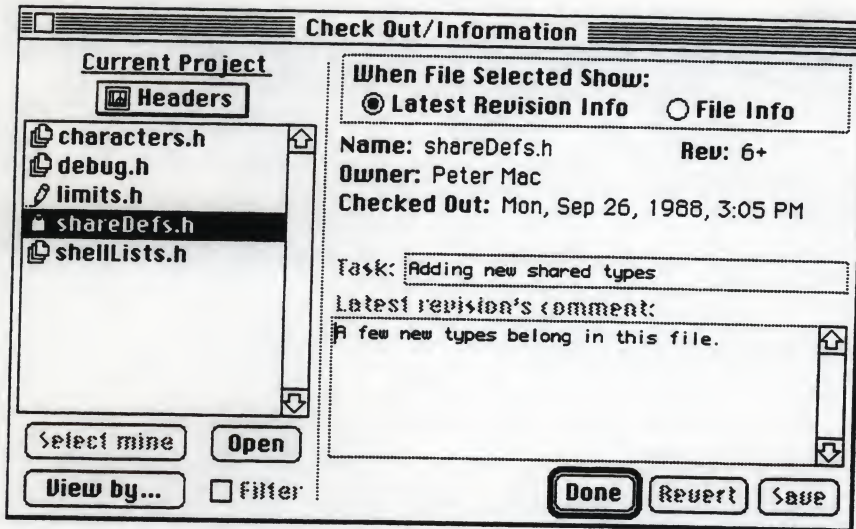 Check Out/Information
Current Project
Headers
characters.h
debug.h
limits.h
shareDefs.h
shellLists.h
Select mine
Open
View by...
Filter
When File Selected Show:
Latest Revision Info
File Info
Name: shareDefs.h
Rev: 6+
Owner: Peter Mac
Checked Out: Mon, Sep 26, 1988, 3:05 PM
Task: Adding new shared types
Latest revision's comment:
A few new types belong in this file.
Done
Revert
Save